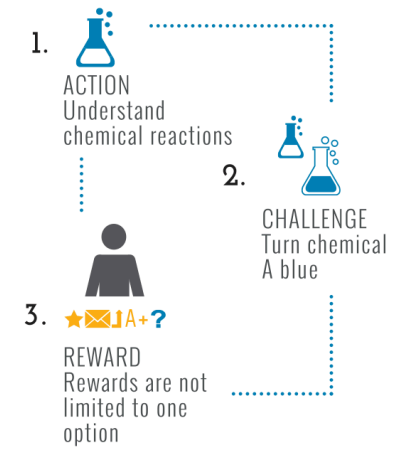 1.
ACTION
Understand
chemical reactions
2.
CHALLENGE
Turn chemical
A blue
3.
A+?
REWARD
Rewards are not
limited to one
option